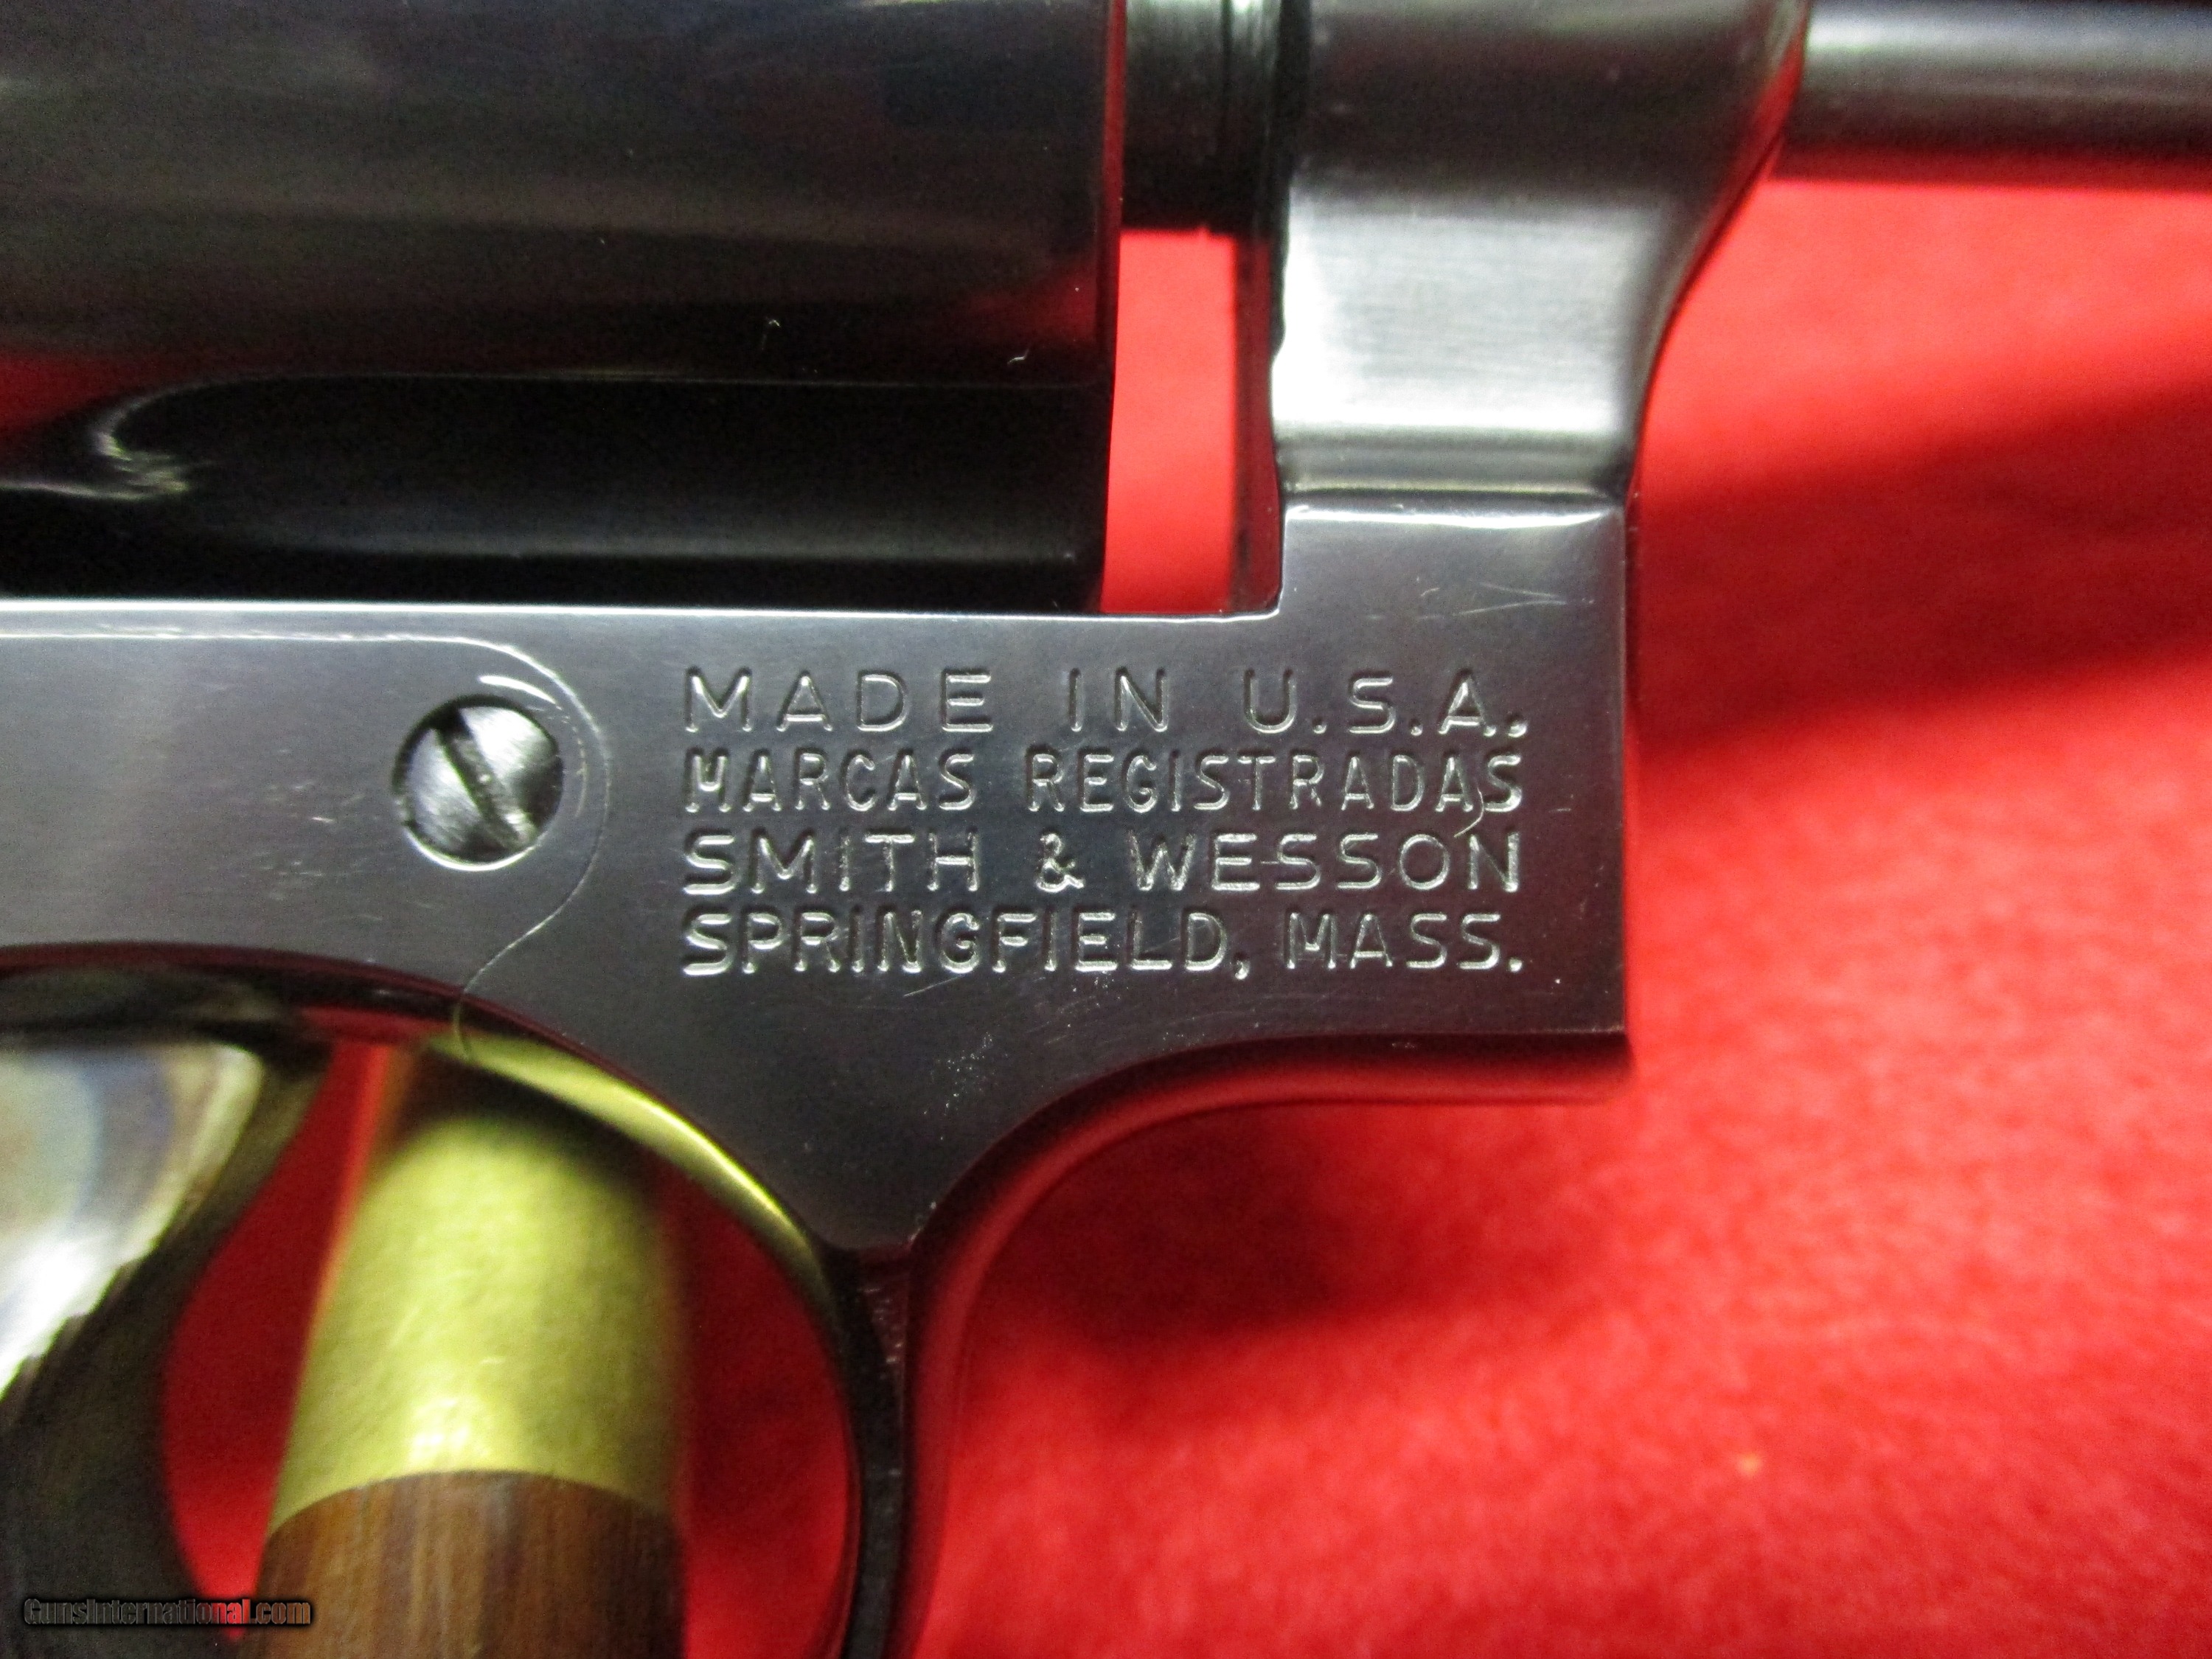 MADE IN U.S.A.
MARCAS REGISTRADAS
SMITH & WESSON
SPRINGFIELD, MASS.
GunsInternational.com